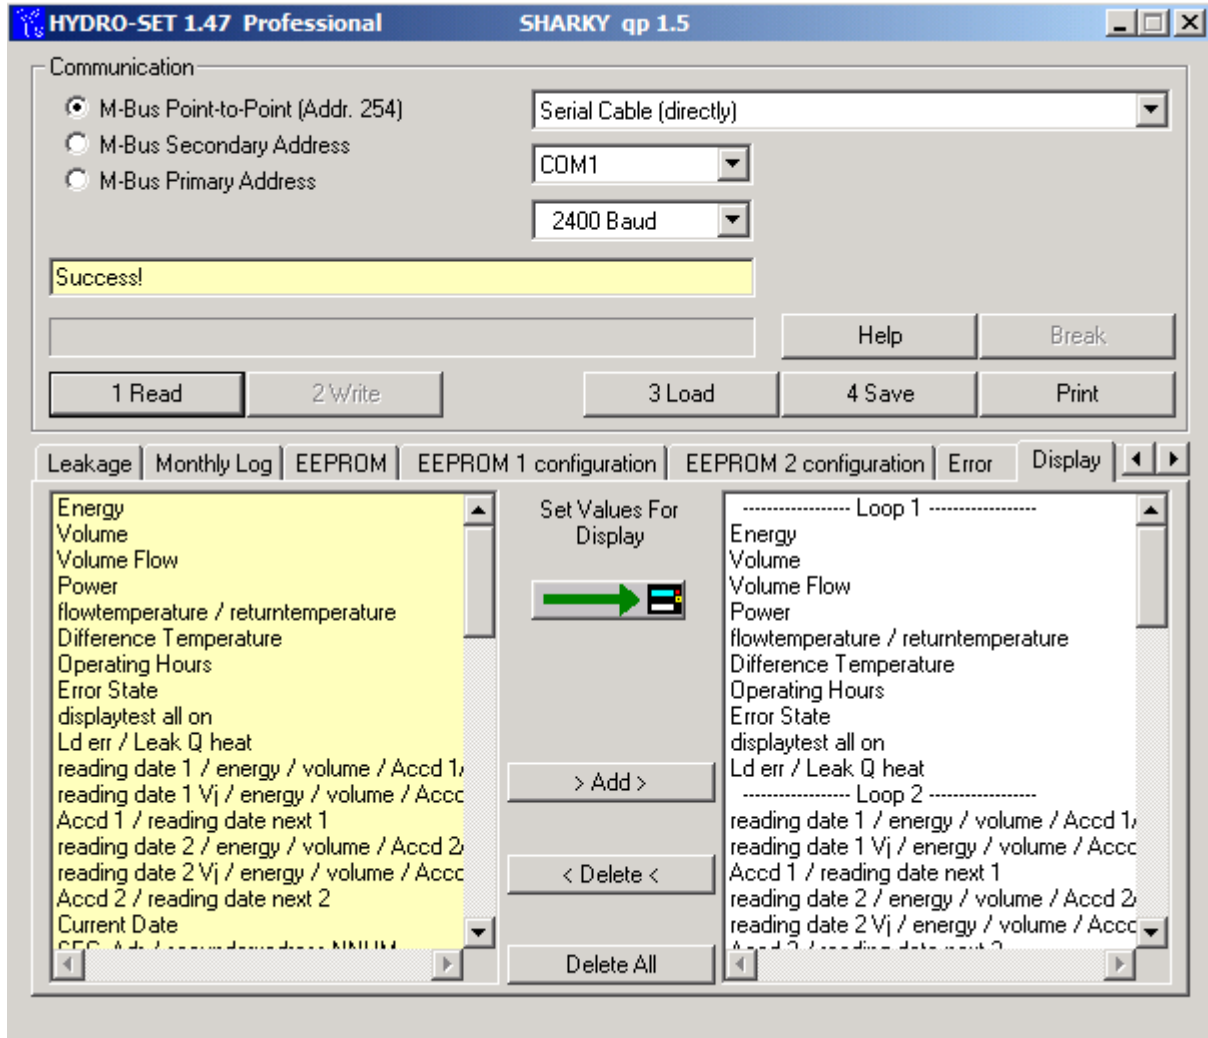 HYDRO-SET 1.47 Professional SHARKY qp 1.5
Communication
M-Bus Point-to-Point (Addr. 254)
M-Bus Secondary Address
M-Bus Primary Address
Serial Cable (directly)
COM1
2400 Baud
Success!
Help Break
1 Read 2 Write 3 Load 4 Save Print
Leakage Monthly Log EEPROM EEPROM 1 configuration EEPROM 2 configuration Error Display
Energy
Volume
Volume Flow
Power
flowtemperature / returntemperature
Difference Temperature
Operating Hours
Error State
displaytest all on
Ld err / Leak Q heat
reading date 1 / energy / volume / Accd 1/
reading date 1 Vj / energy / volume / Accd
Accd 1 / reading date next 1
reading date 2 / energy / volume / Accd 2/
reading date 2 Vj / energy / volume / Accd
Accd 2 / reading date next 2
Current Date
Set Values For
Display
> Add >
< Delete <
Delete All
------------------ Loop 1 ------------------
Energy
Volume
Volume Flow
Power
flowtemperature / returntemperature
Difference Temperature
Operating Hours
Error State
displaytest all on
Ld err / Leak Q heat
------------------ Loop 2 ------------------
reading date 1 / energy / volume / Accd 1/
reading date 1 Vj / energy / volume / Accd
Accd 1 / reading date next 1
reading date 2 / energy / volume / Accd 2/
reading date 2 Vj / energy / volume / Accd
Accd 2 / reading date next 2